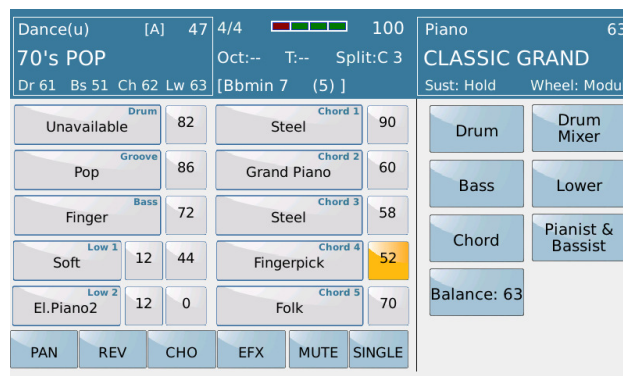 Dance(u) [A] 47
70's POP
Dr 61 Bs 51 Ch 62 Lw 63
4/4 100
Oct:-- T:-- Split:C 3
[Bbmin 7 (5) ]
Piano 63
CLASSIC GRAND
Sust: Hold Wheel: Modu
Drum
Unavailable 82
Groove
Pop 86
Bass
Finger 72
Low 1
Soft 12 44
Low 2
El.Piano2 12 0
Chord 1
Steel 90
Chord 2
Grand Piano 60
Chord 3
Steel 58
Chord 4
Fingerpick 52
Chord 5
Folk 70
Drum
Drum
Mixer
Bass
Lower
Chord
Pianist &
Bassist
Balance: 63
PAN REV CHO EFX MUTE SINGLE